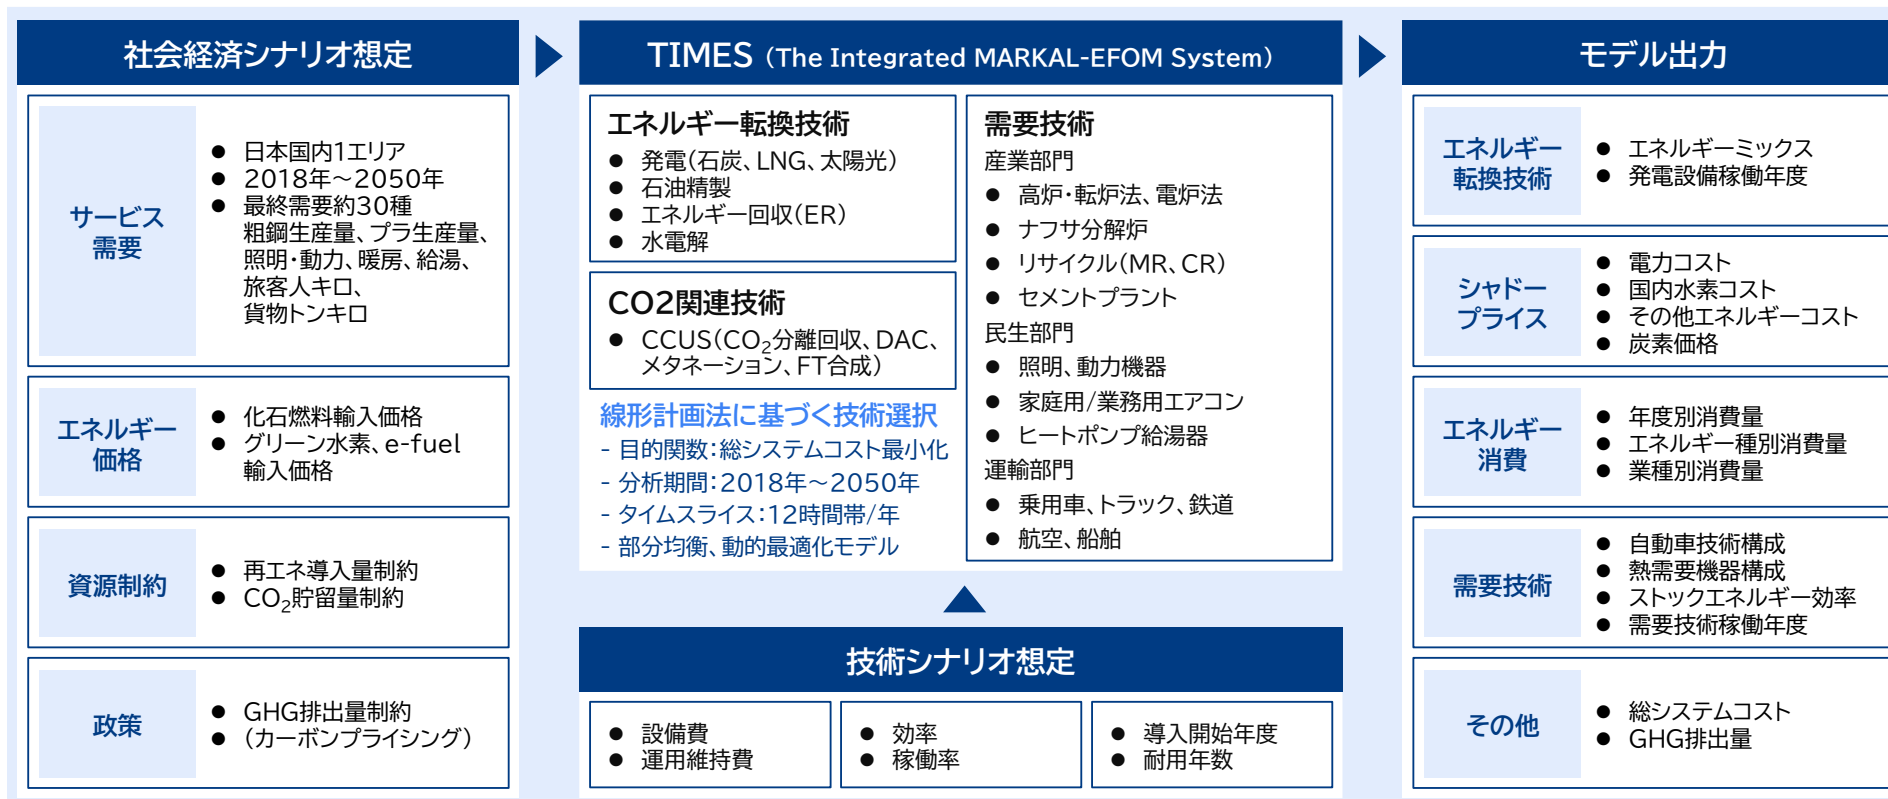 社会経済シナリオ想定
サービス
需要
● 日本国内1エリア
● 2018年～2050年
● 最終需要約30種
粗鋼生産量、プラ生産量、
照明・動力、暖房、給湯、
旅客人キロ、
貨物トンキロ
エネルギー
価格
● 化石燃料輸入価格
● グリーン水素、e-fuel
輸入価格
資源制約
● 再エネ導入量制約
● CO₂貯留量制約
政策
● GHG排出量制約
● (カーボンプライシング)
TIMES (The Integrated MARKAL-EFOM System)
エネルギー転換技術
● 発電(石炭、LNG、太陽光)
● 石油精製
● エネルギー回収(ER)
● 水電解
CO2関連技術
● CCUS(CO₂分離回収、DAC、
メタネーション、FT合成)
線形計画法に基づく技術選択
- 目的関数:総システムコスト最小化
- 分析期間:2018年～2050年
- タイムスライス:12時間帯/年
- 部分均衡、動的最適化モデル
需要技術
産業部門
● 高炉・転炉法、電炉法
● ナフサ分解炉
● リサイクル(MR、CR)
● セメントプラント
民生部門
● 照明、動力機器
● 家庭用/業務用エアコン
● ヒートポンプ給湯器
運輸部門
● 乗用車、トラック、鉄道
● 航空、船舶
技術シナリオ想定
● 設備費
● 運用維持費
● 効率
● 稼働率
● 導入開始年度
● 耐用年数
モデル出力
エネルギー
転換技術
● エネルギーミックス
● 発電設備稼働年度
シャドー
プライス
● 電力コスト
● 国内水素コスト
● その他エネルギーコスト
● 炭素価格
エネルギー
消費
● 年度別消費量
● エネルギー種別消費量
● 業種別消費量
需要技術
● 自動車技術構成
● 熱需要機器構成
● ストックエネルギー効率
● 需要技術稼働年度
その他
● 総システムコスト
● GHG排出量